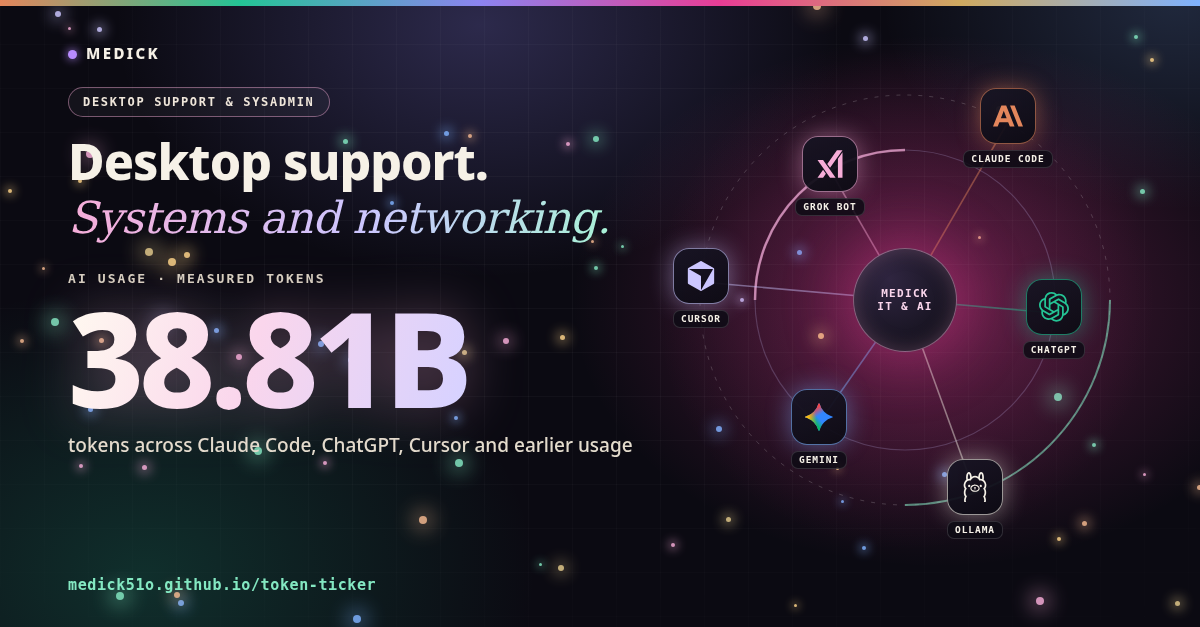 MEDICK
DESKTOP SUPPORT & SYSADMIN
Desktop support.
Systems and networking.
AI USAGE · MEASURED TOKENS
38.81B
tokens across Claude Code, ChatGPT, Cursor and earlier usage
medick51o.github.io/token-ticker
CLAUDE CODE
GROK BOT
CURSOR
MEDICK
IT & AI
CHATGPT
GEMINI
OLLAMA